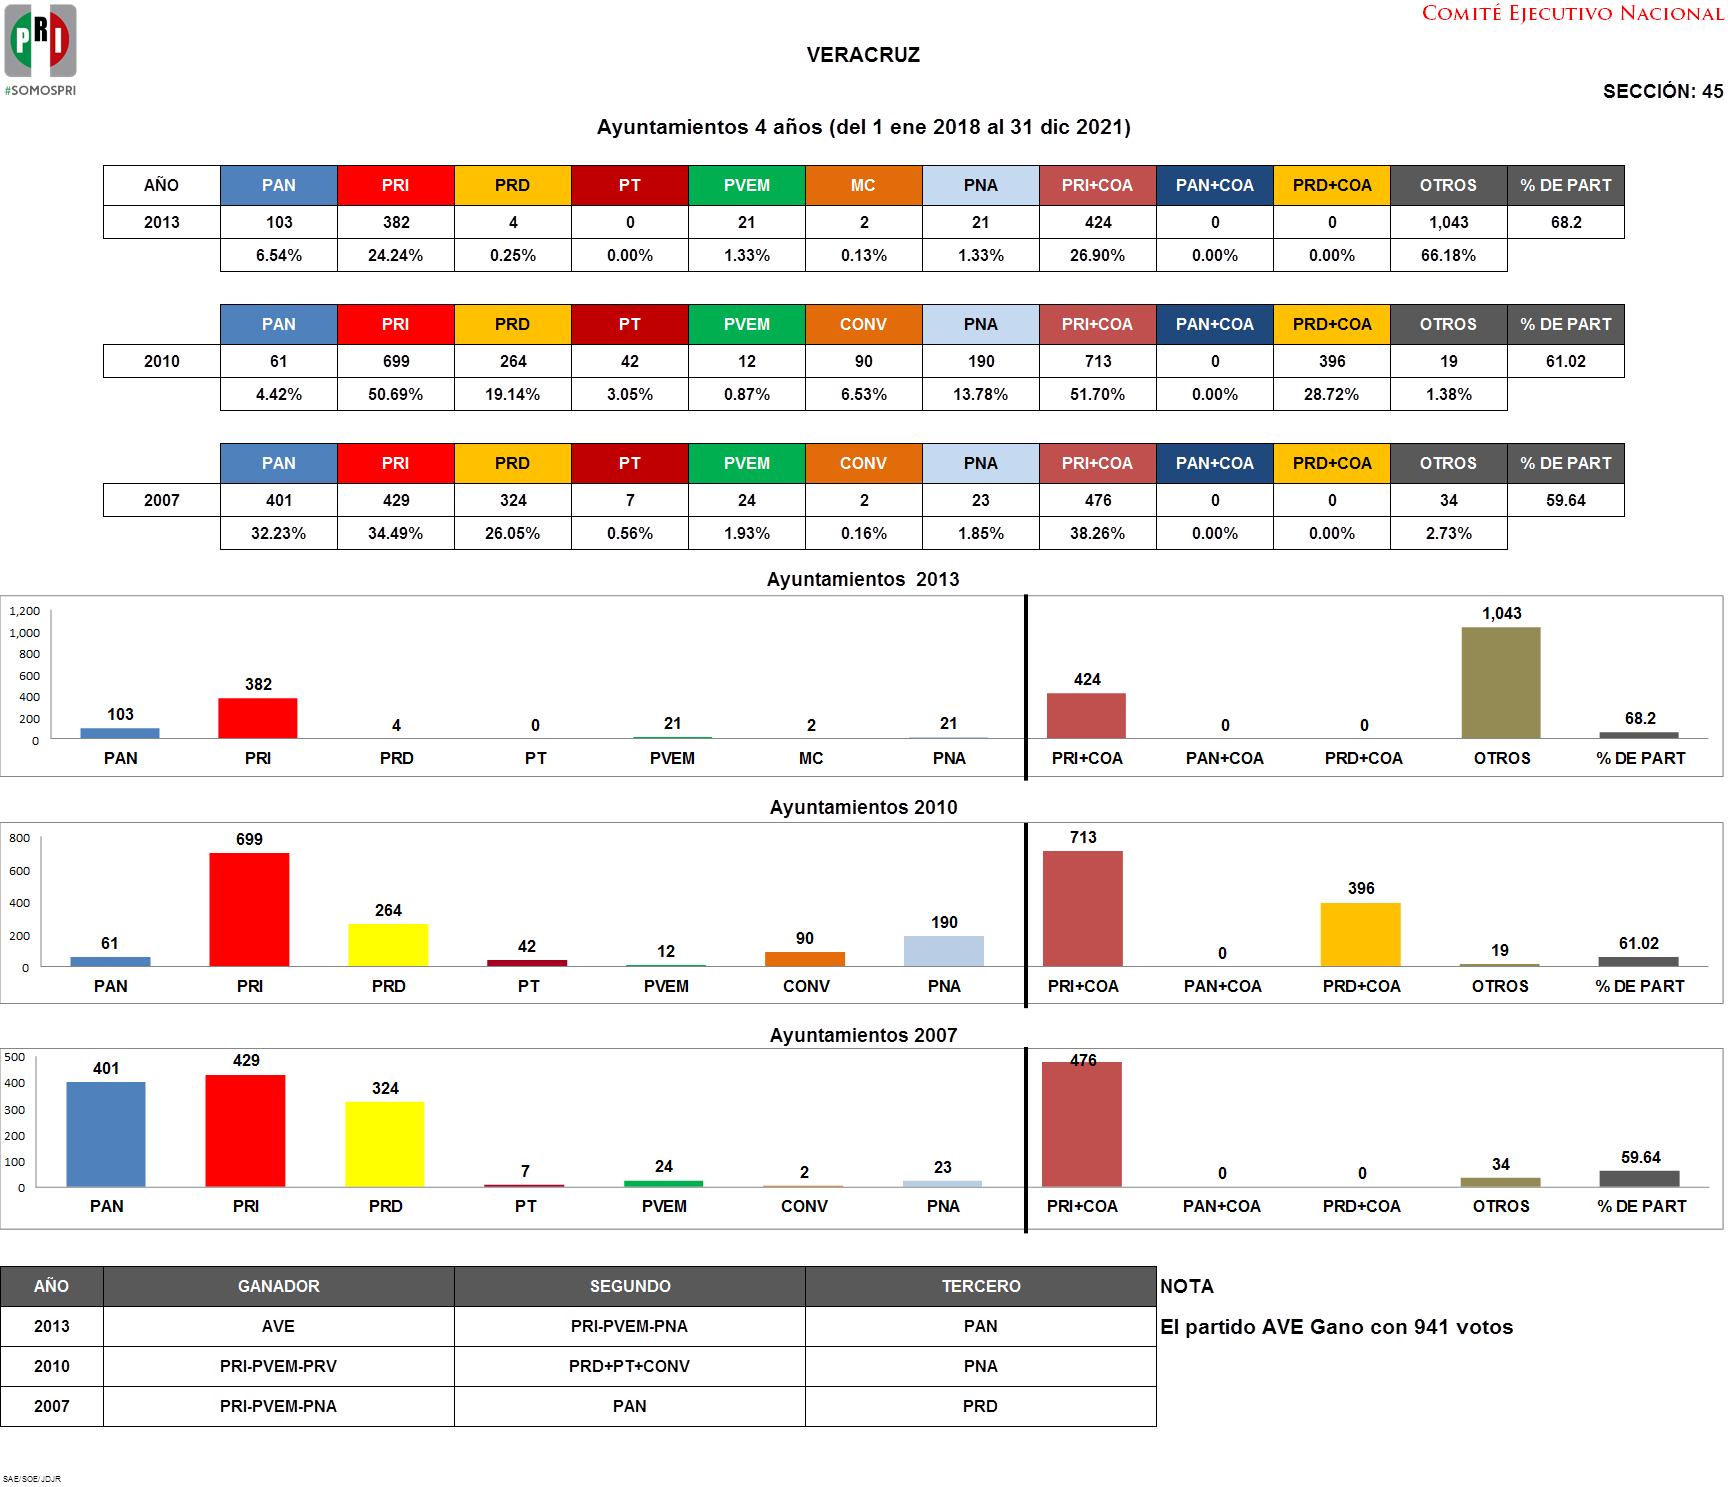 PRI
#SOMOSPRI
COMITÉ EJECUTIVO NACIONAL
VERACRUZ
SECCIÓN: 45
Ayuntamientos 4 años (del 1 ene 2018 al 31 dic 2021)
AÑO PAN PRI PRD PT PVEM MC PNA PRI+COA PAN+COA PRD+COA OTROS % DE PART
2013 103 382 4 0 21 2 21 424 0 0 1,043 68.2
6.54% 24.24% 0.25% 0.00% 1.33% 0.13% 1.33% 26.90% 0.00% 0.00% 66.18%
PAN PRI PRD PT PVEM CONV PNA PRI+COA PAN+COA PRD+COA OTROS % DE PART
2010 61 699 264 42 12 90 190 713 0 396 19 61.02
4.42% 50.69% 19.14% 3.05% 0.87% 6.53% 13.78% 51.70% 0.00% 28.72% 1.38%
PAN PRI PRD PT PVEM CONV PNA PRI+COA PAN+COA PRD+COA OTROS % DE PART
2007 401 429 324 7 24 2 23 476 0 0 34 59.64
32.23% 34.49% 26.05% 0.56% 1.93% 0.16% 1.85% 38.26% 0.00% 0.00% 2.73%
Ayuntamientos 2013
1,200
1,000
800
600
400
200
0
103 382 4 0 21 2 21 424 0 0 1,043 68.2
PAN PRI PRD PT PVEM MC PNA PRI+COA PAN+COA PRD+COA OTROS % DE PART
Ayuntamientos 2010
800
600
400
200
0
61 699 264 42 12 90 190 713 0 396 19 61.02
PAN PRI PRD PT PVEM CONV PNA PRI+COA PAN+COA PRD+COA OTROS % DE PART
Ayuntamientos 2007
500
400
300
200
100
0
401 429 324 7 24 2 23 476 0 0 34 59.64
PAN PRI PRD PT PVEM CONV PNA PRI+COA PAN+COA PRD+COA OTROS % DE PART
AÑO GANADOR SEGUNDO TERCERO NOTA
2013 AVE PRI-PVEM-PNA PAN El partido AVE Gano con 941 votos
2010 PRI-PVEM-PRV PRD+PT+CONV PNA
2007 PRI-PVEM-PNA PAN PRD
SAE/SOE/JDJR